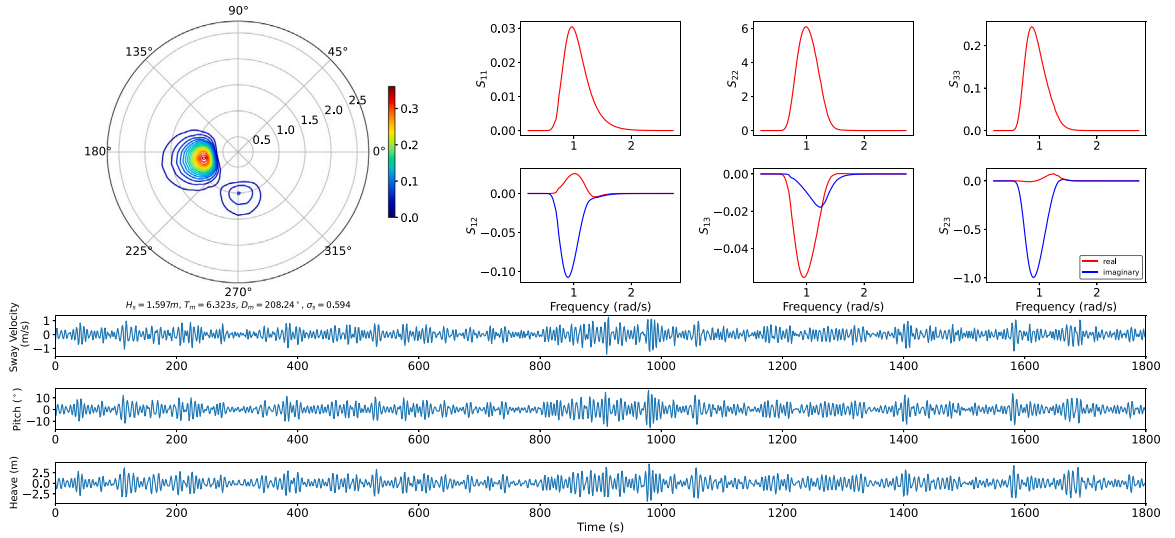 90°
135°
45°
180°
0°
225°
315°
270°
0.5
1.0
1.5
2.0
2.5
0.3
0.2
0.1
0.0
H_s = 1.597m, T_m = 6.323s, D_m = 208.24°, σ_s = 0.594
S_11
0.03
0.02
0.01
0.00
1 2
S_22
6
4
2
0
1 2
S_33
0.2
0.1
0.0
1 2
S_12
0.00
−0.05
−0.10
1 2
Frequency (rad/s)
S_13
0.00
−0.02
−0.04
1 2
Frequency (rad/s)
S_23
0.0
−0.5
−1.0
real
imaginary
1 2
Frequency (rad/s)
Sway Velocity
(m/s)
1
0
−1
0 200 400 600 800 1000 1200 1400 1600 1800
Pitch (°)
10
0
−10
0 200 400 600 800 1000 1200 1400 1600 1800
Heave (m)
2.5
0.0
−2.5
0 200 400 600 800 1000 1200 1400 1600 1800
Time (s)